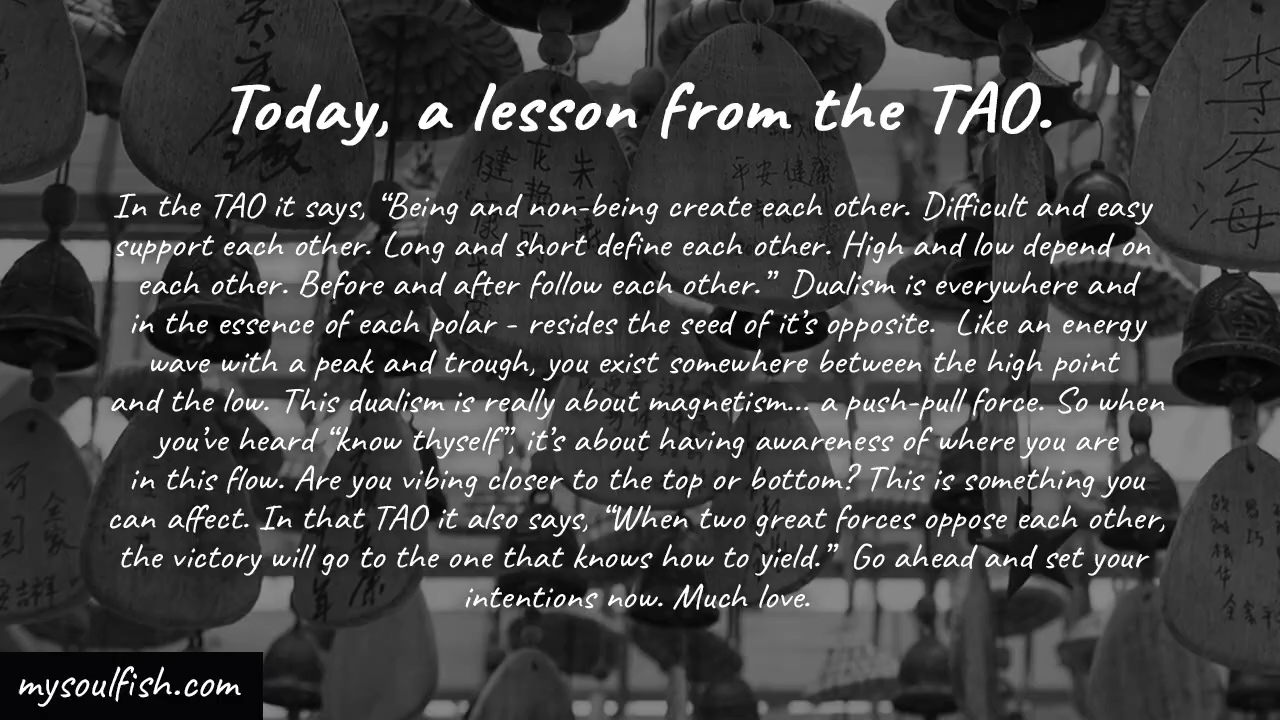 Today, a lesson from the TAO.
In the TAO it says, “Being and non-being create each other. Difficult and easy
support each other. Long and short define each other. High and low depend on
each other. Before and after follow each other.” Dualism is everywhere and
in the essence of each polar - resides the seed of it’s opposite. Like an energy
wave with a peak and trough, you exist somewhere between the high point
and the low. This dualism is really about magnetism... a push-pull force. So when
you’ve heard “know thyself”, it’s about having awareness of where you are
in this flow. Are you vibing closer to the top or bottom? This is something you
can affect. In that TAO it also says, “When two great forces oppose each other,
the victory will go to the one that knows how to yield.” Go ahead and set your
intentions now. Much love.
mysoulfish.com
平安健康
李庆海
健康
全家